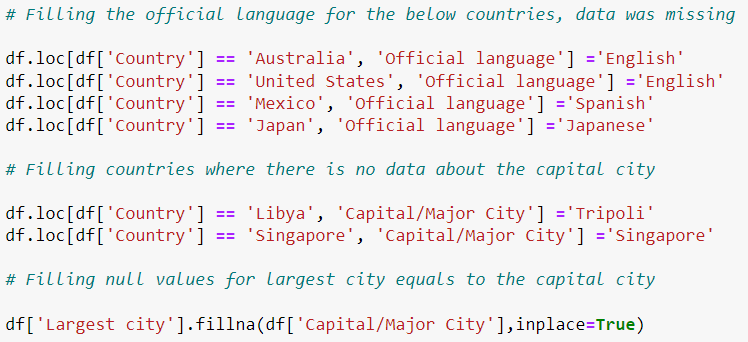 # Filling the official language for the below countries, data was missing
df.loc[df['Country'] == 'Australia', 'Official language'] ='English'
df.loc[df['Country'] == 'United States', 'Official language'] ='English'
df.loc[df['Country'] == 'Mexico', 'Official language'] ='Spanish'
df.loc[df['Country'] == 'Japan', 'Official language'] ='Japanese'
# Filling countries where there is no data about the capital city
df.loc[df['Country'] == 'Libya', 'Capital/Major City'] ='Tripoli'
df.loc[df['Country'] == 'Singapore', 'Capital/Major City'] ='Singapore'
# Filling null values for largest city equals to the capital city
df['Largest city'].fillna(df['Capital/Major City'],inplace=True)